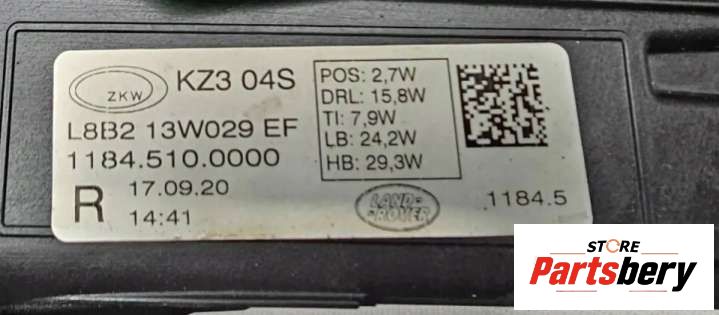 ZKW
KZ3 04S
L8B2 13W029 EF
1184.510.0000
R
17.09.20
14:41
POS: 2,7W
DRL: 15,8W
TI: 7,9W
LB: 24,2W
HB: 29,3W
LAND-
ROVER
1184.5
STORE
Partsbery